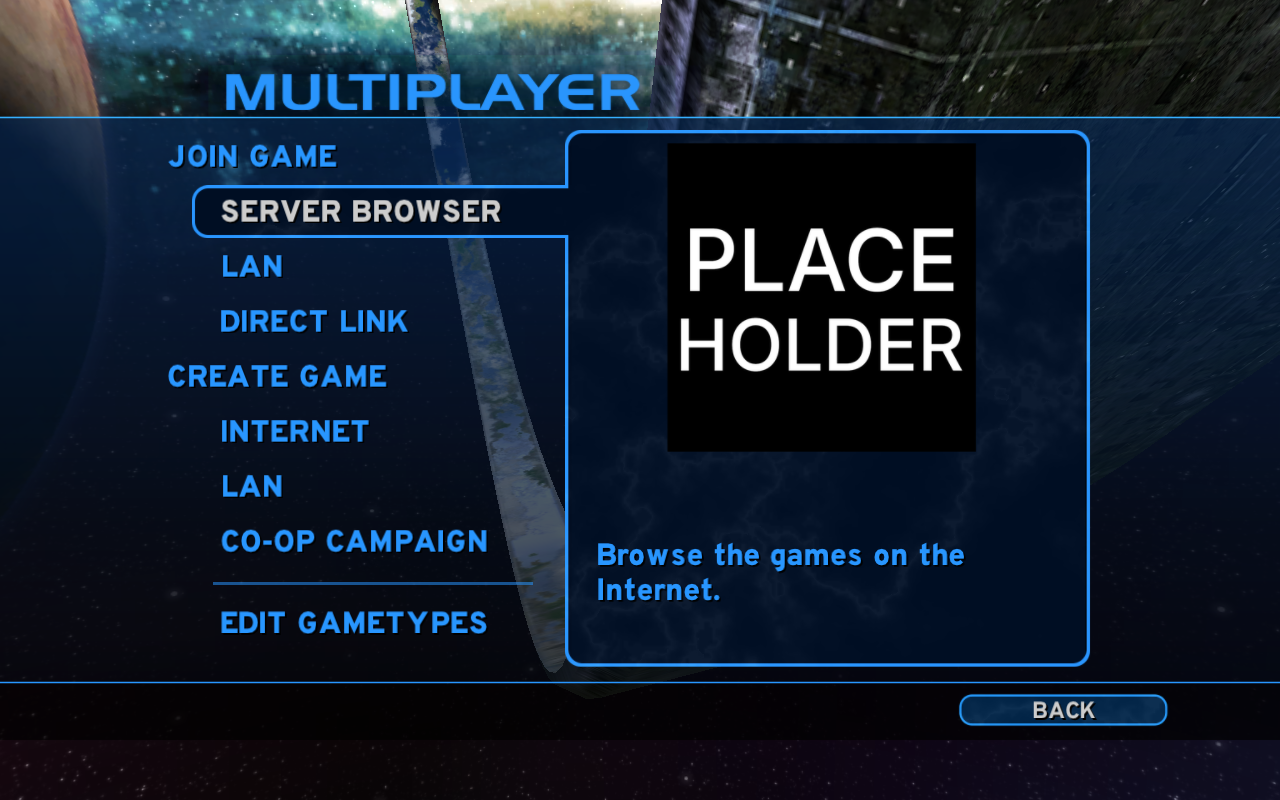 MULTIPLAYER
JOIN GAME
SERVER BROWSER
LAN
DIRECT LINK
CREATE GAME
INTERNET
LAN
CO-OP CAMPAIGN
EDIT GAMETYPES
PLACE
HOLDER
Browse the games on the
Internet.
BACK